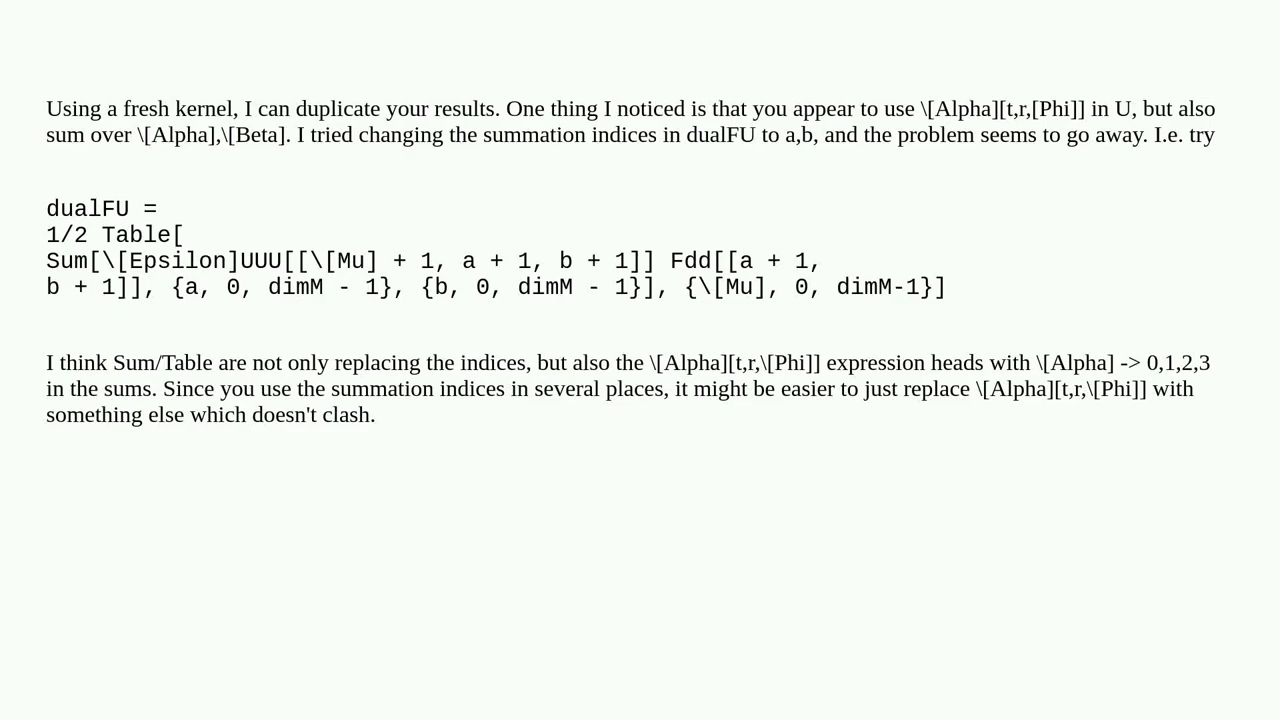 Using a fresh kernel, I can duplicate your results. One thing I noticed is that you appear to use \[Alpha][t,r,[Phi]] in U, but also
sum over \[Alpha],\[Beta]. I tried changing the summation indices in dualFU to a,b, and the problem seems to go away. I.e. try
dualFU =
1/2 Table[
Sum[\[Epsilon]UUU[[\[Mu] + 1, a + 1, b + 1]] Fdd[[a + 1,
b + 1]], {a, 0, dimM - 1}, {b, 0, dimM - 1}], {\[Mu], 0, dimM-1}]
I think Sum/Table are not only replacing the indices, but also the \[Alpha][t,r,\[Phi]] expression heads with \[Alpha] -> 0,1,2,3
in the sums. Since you use the summation indices in several places, it might be easier to just replace \[Alpha][t,r,\[Phi]] with
something else which doesn't clash.